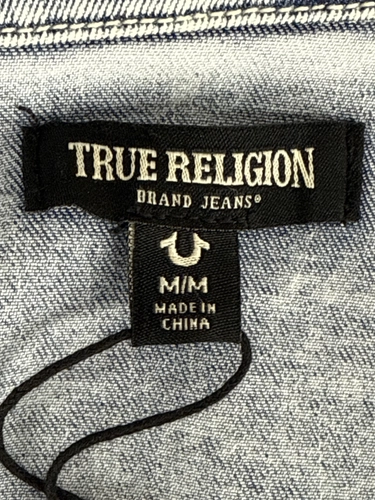 TRUE RELIGION
BRAND JEANS®
M/M
MADE IN
CHINA